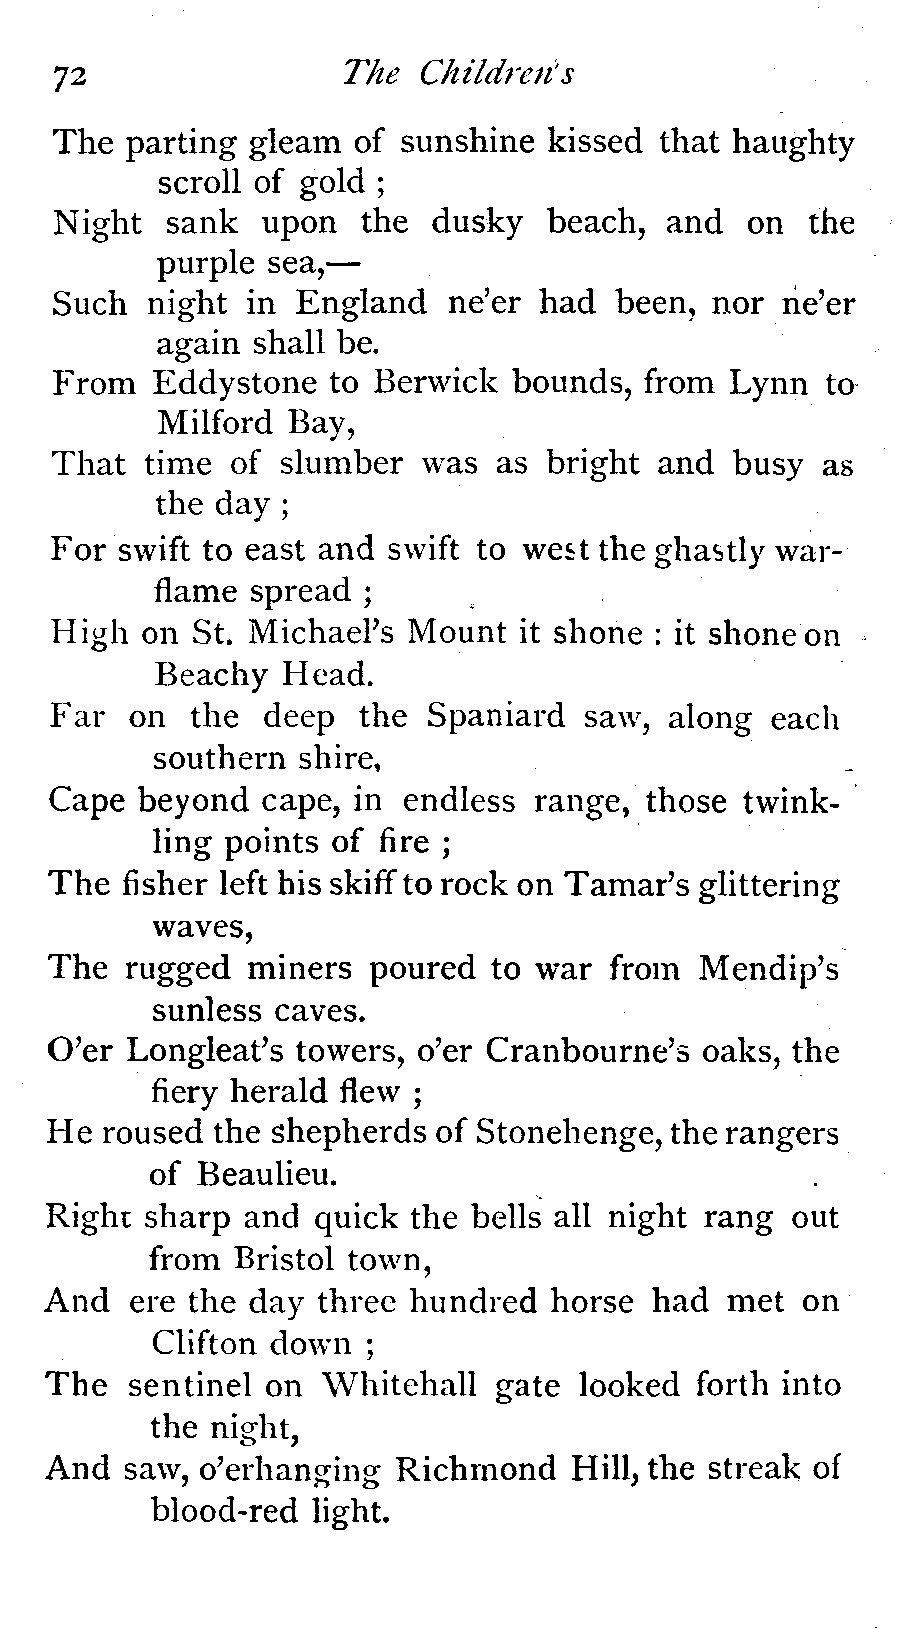 72 The Children's
The parting gleam of sunshine kissed that haughty
scroll of gold ;
Night sank upon the dusky beach, and on the
purple sea,—
Such night in England ne'er had been, nor ne'er
again shall be.
From Eddystone to Berwick bounds, from Lynn to
Milford Bay,
That time of slumber was as bright and busy as
the day ;
For swift to east and swift to west the ghastly war-
flame spread ;
High on St. Michael's Mount it shone : it shone on
Beachy Head.
Far on the deep the Spaniard saw, along each
southern shire,
Cape beyond cape, in endless range, those twink-
ling points of fire ;
The fisher left his skiff to rock on Tamar's glittering
waves,
The rugged miners poured to war from Mendip's
sunless caves.
O'er Longleat's towers, o'er Cranbourne's oaks, the
fiery herald flew ;
He roused the shepherds of Stonehenge, the rangers
of Beaulieu.
Right sharp and quick the bells all night rang out
from Bristol town,
And ere the day three hundred horse had met on
Clifton down ;
The sentinel on Whitehall gate looked forth into
the night,
And saw, o'erhanging Richmond Hill, the streak of
blood-red light.